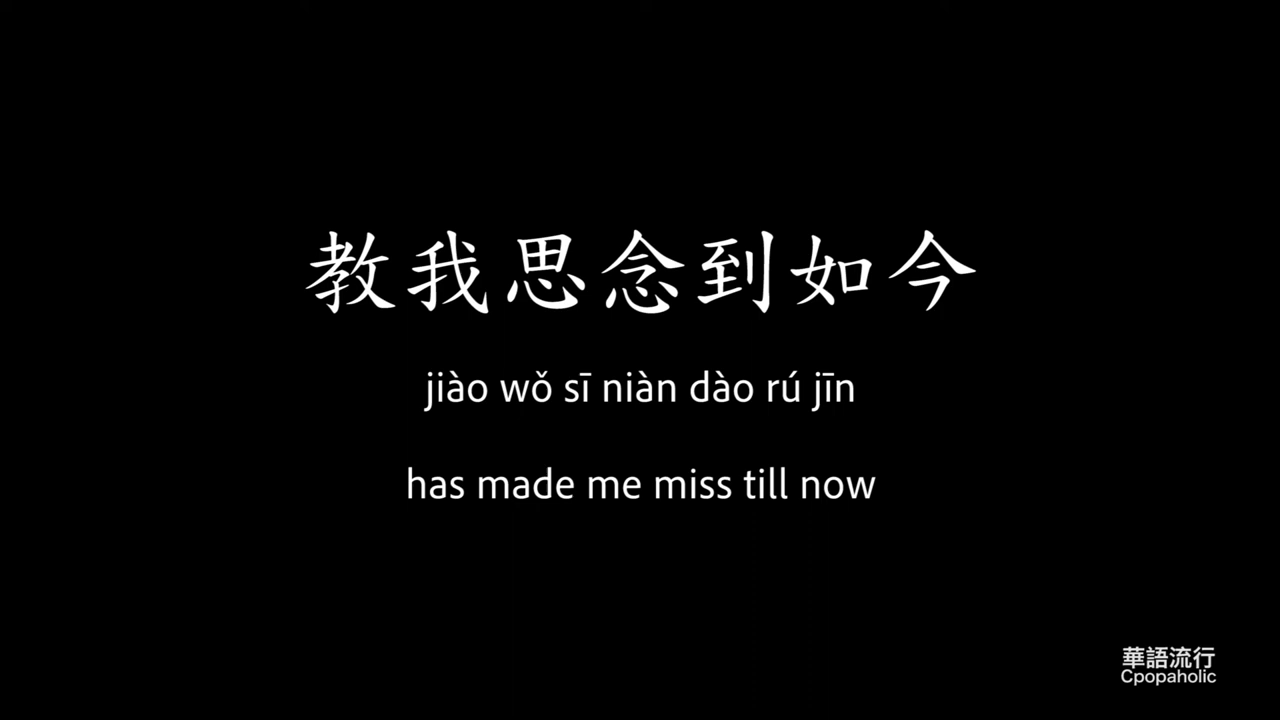 教我思念到如今
jiào wǒ sī niàn dào rú jīn
has made me miss till now
華語流行
Cpopaholic